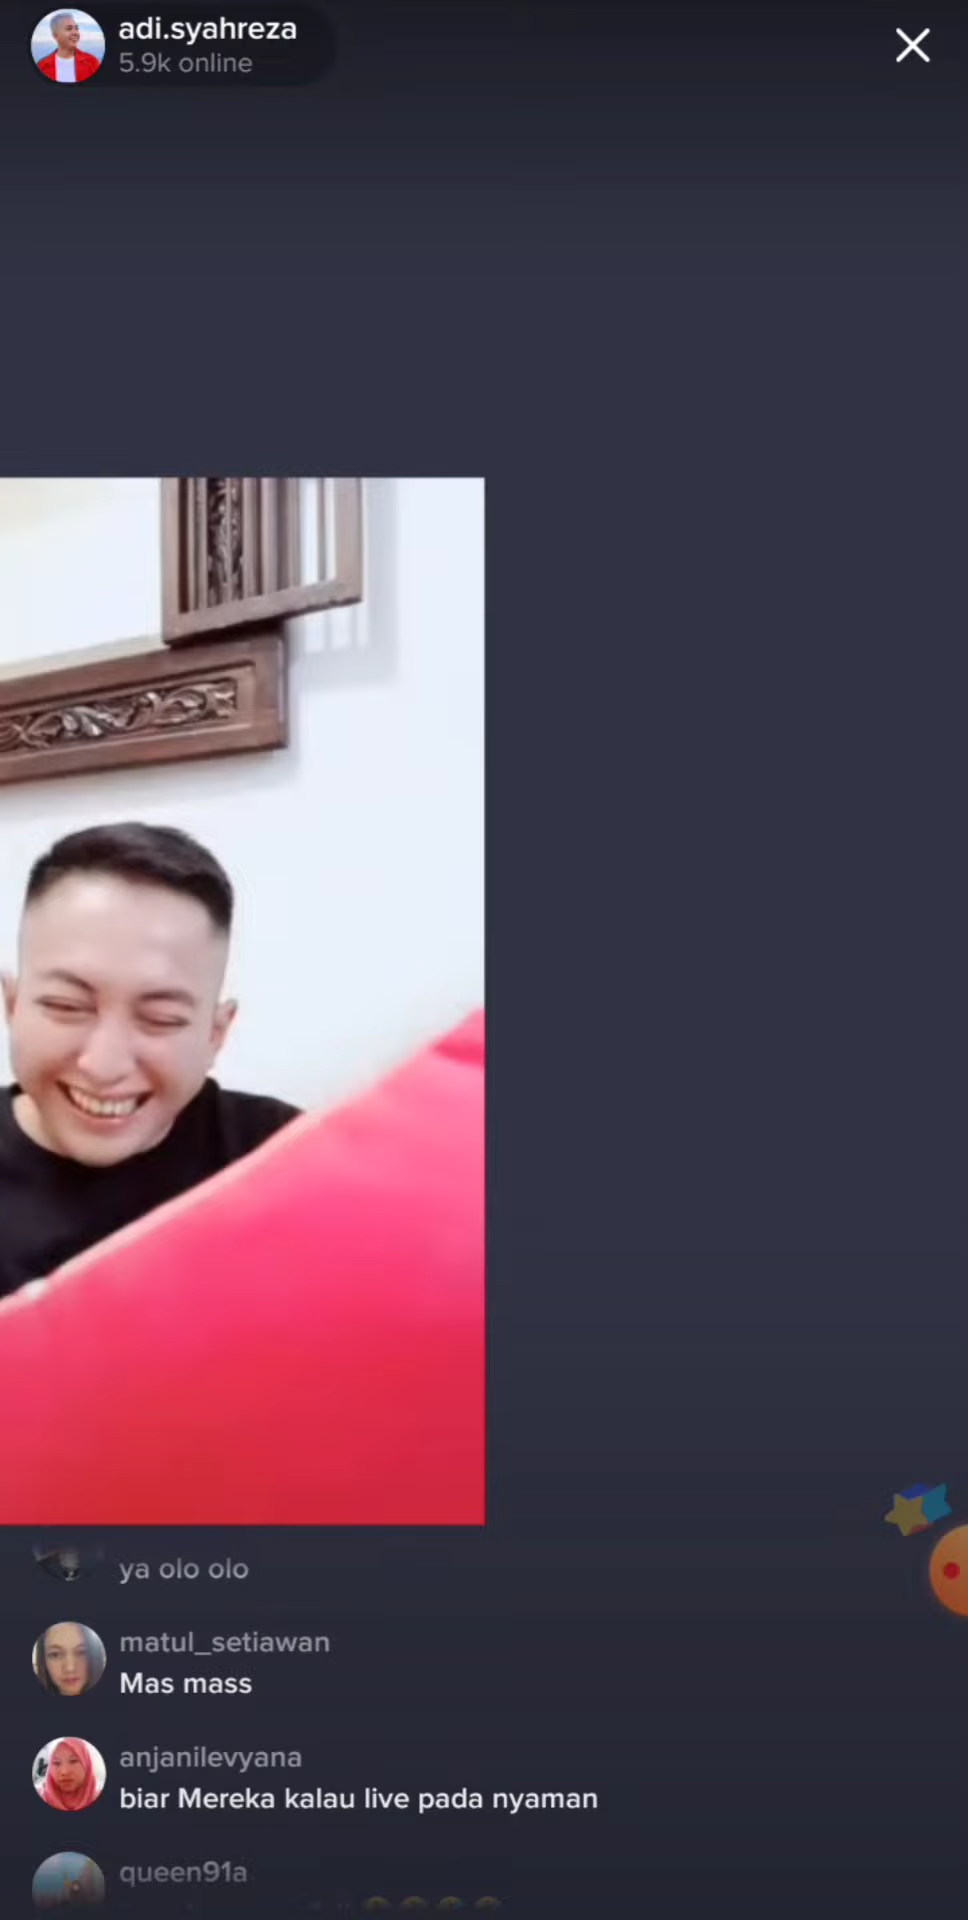 adi.syahreza
5.9k online
ya olo olo
matul_setiawan
Mas mass
anjanilevyana
biar Mereka kalau live pada nyaman
queen91a